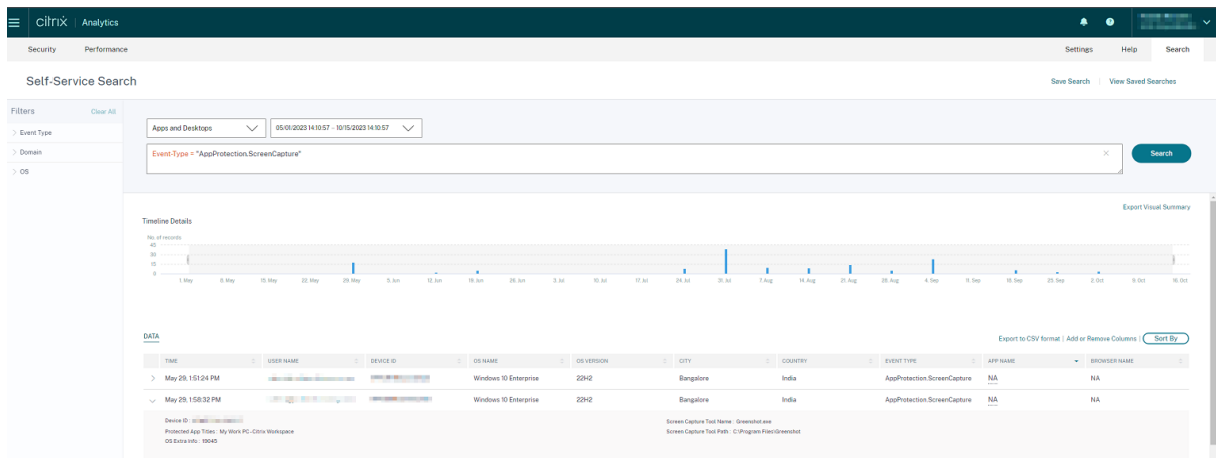 citrix | Analytics
Security Performance Settings Help Search
Self-Service Search Save Search | View Saved Searches
Filters Clear All
Event Type
Domain
OS
Apps and Desktops 05/01/2023 14:10:57 - 10/15/2023 14:10:57
Event-Type = "AppProtection.ScreenCapture" Search
Export Visual Summary
Timeline Details
No. of records
45
30
15
0
1. May 8. May 15. May 22. May 29. May 5. Jun 12. Jun 19. Jun 26. Jun 3. Jul 10. Jul 17. Jul 24. Jul 31. Jul 7. Aug 14. Aug 21. Aug 28. Aug 4. Sep 11. Sep 18. Sep 25. Sep 2. Oct 9. Oct 16. Oct
DATA Export to CSV format | Add or Remove Columns | Sort By
TIME USER NAME DEVICE ID OS NAME OS VERSION CITY COUNTRY EVENT TYPE APP NAME BROWSER NAME
May 29, 1:51:24 PM Windows 10 Enterprise 22H2 Bangalore India AppProtection.ScreenCapture NA NA
May 29, 1:58:32 PM Windows 10 Enterprise 22H2 Bangalore India AppProtection.ScreenCapture NA NA
Device ID : Screen Capture Tool Name : Greenshot.exe
Protected App Titles : My Work PC - Citrix Workspace Screen Capture Tool Path : C:\Program Files\Greenshot
OS Extra Info : 19045